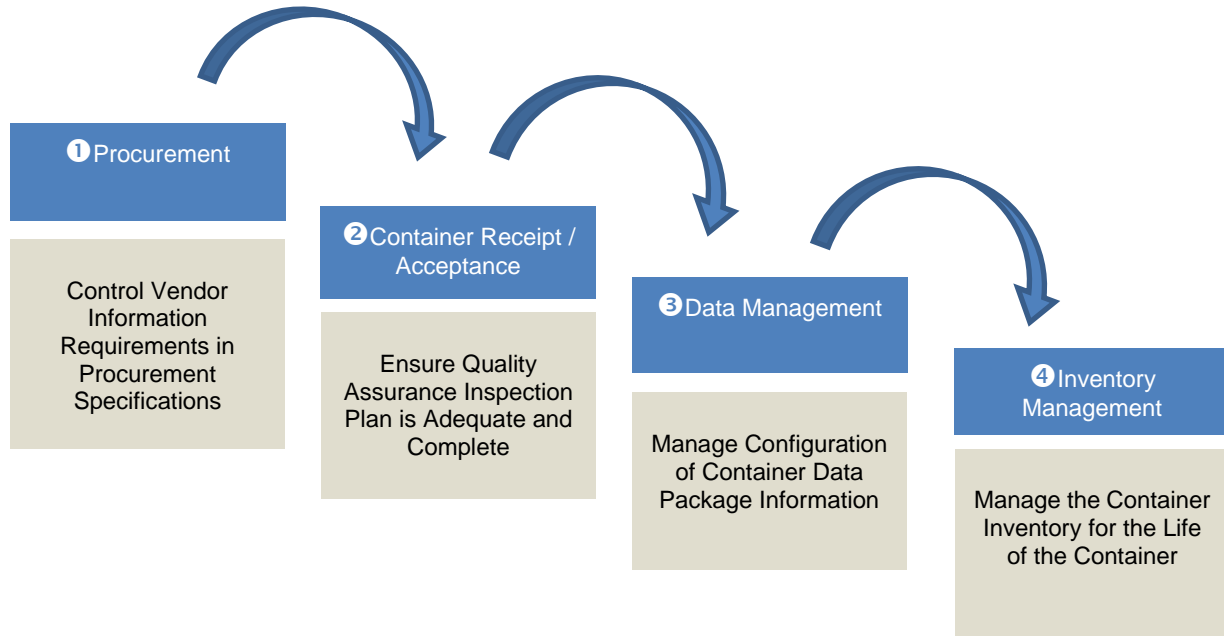 ❶Procurement
Control Vendor
Information
Requirements in
Procurement
Specifications
❷Container Receipt /
Acceptance
Ensure Quality
Assurance Inspection
Plan is Adequate and
Complete
❸Data Management
Manage Configuration
of Container Data
Package Information
❹Inventory
Management
Manage the Container
Inventory for the Life
of the Container